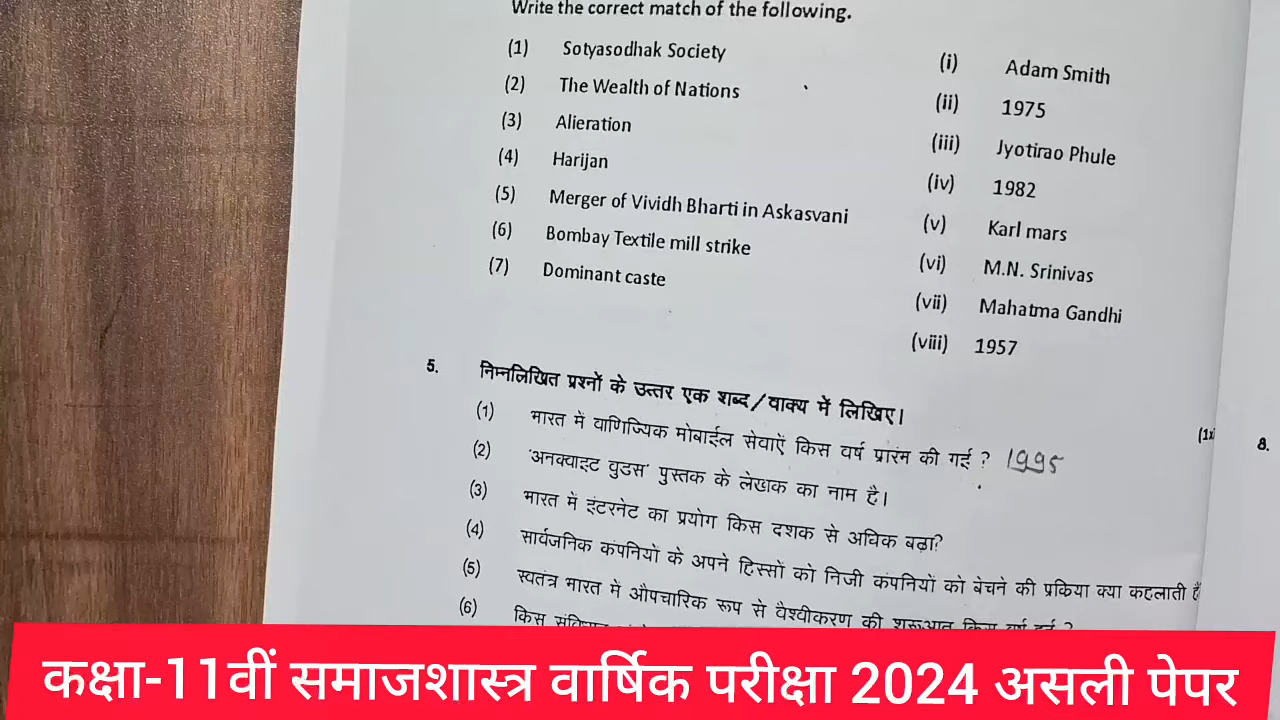 Write the correct match of the following.
(1) Sotyasodhak Society (i) Adam Smith
(2) The Wealth of Nations (ii) 1975
(3) Alieration (iii) Jyotirao Phule
(4) Harijan (iv) 1982
(5) Merger of Vividh Bharti in Askasvani (v) Karl mars
(6) Bombay Textile mill strike (vi) M.N. Srinivas
(7) Dominant caste (vii) Mahatma Gandhi
(viii) 1957
5. निम्नलिखित प्रश्नों के उत्तर एक शब्द/वाक्य में लिखिए।
(1) भारत में वाणिज्यिक मोबाईल सेवाएँ किस वर्ष प्रारंम की गई ? 1995
(2) 'अनक्वाइट वुडस' पुस्तक के लेखक का नाम है।
(3) भारत में इंटरनेट का प्रयोग किस दशक से अधिक बढ़ा?
(4) सार्वजनिक कंपनियों के अपने हिस्सों को निजी कंपनियों को बेचने की प्रकिया क्या कहलाती है
(5) स्वतंत्र भारत में औपचारिक रूप से वैश्वीकरण की शुरूआत किस वर्ष हुई ?
(6) किस
8.
कक्षा-11वीं समाजशास्त्र वार्षिक परीक्षा 2024 असली पेपर